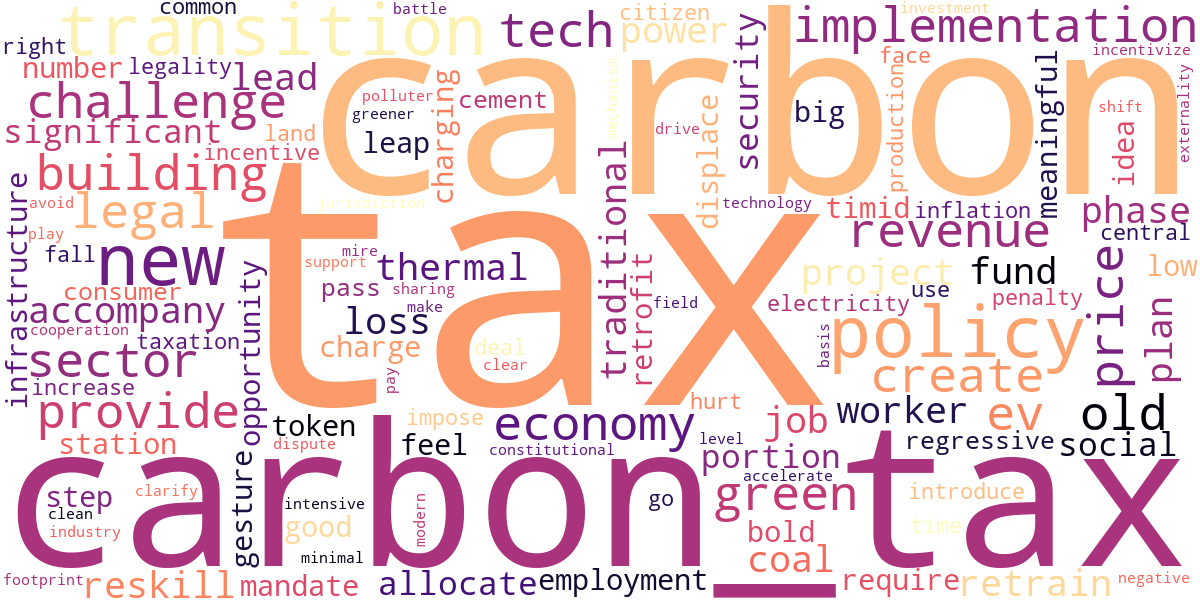 common
battle
citizen
investment
transition
tech
power
implementation
right
face
incentivize
number
legality
lead
carbon
security
meaningful
challenge
polluter
charging
cement
mechanism
production
big
shift
externality
greener
significant
land
leap
drive
displace
idea
incentive
building
traditional
avoid
legal
jurisdiction
technology
timid
inflation
phase
tax
play
revenue
central
infrastructure
fall
new
mire
support
thermal
retrofit
project
fund
low
consumer
pass
sharing
field
electricity
use
penalty
price
plan
accompany
make
loss
policy
cooperation
taxation
opportunity
charge
deal
clear
basis
sector
increase
pay
create
provide
token
impose
economy
hurt
job
worker
ev
old
station
dispute
feel
constitutional
level
portion
regressive
social
gesture
carbon_tax
step
clarify
accelerate
clean
intensive
modern
go
green
introduce
industry
good
bold
time
minimal
coal
footprint
reskill
mandate
allocate
employment
require
retrain
negative